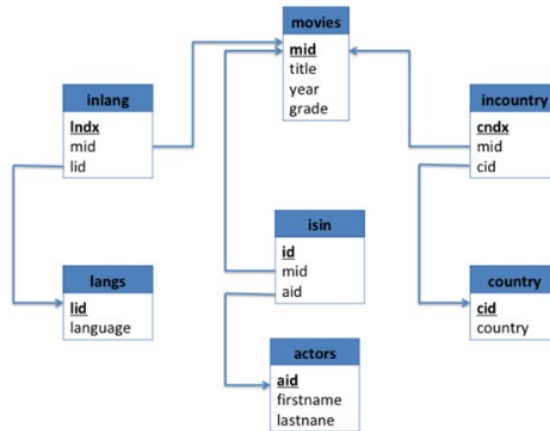 movies
mid
title
year
grade
inlang
lndx
mid
lid
incountry
cndx
mid
cid
isin
id
mid
aid
langs
lid
language
country
cid
country
actors
aid
firstname
lastnane